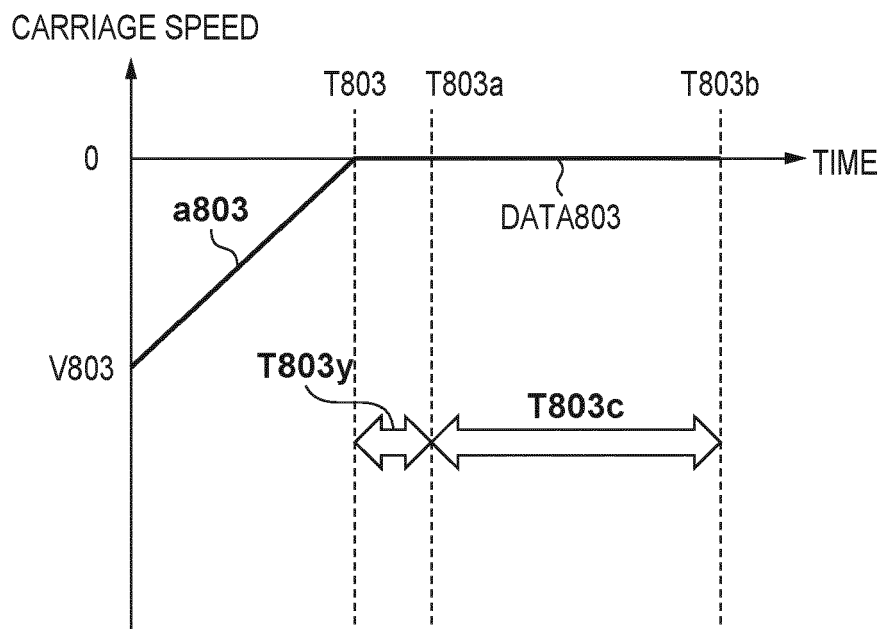 CARRIAGE SPEED
T803 T803a T803b
0
TIME
a803
DATA803
V803
T803y
T803c